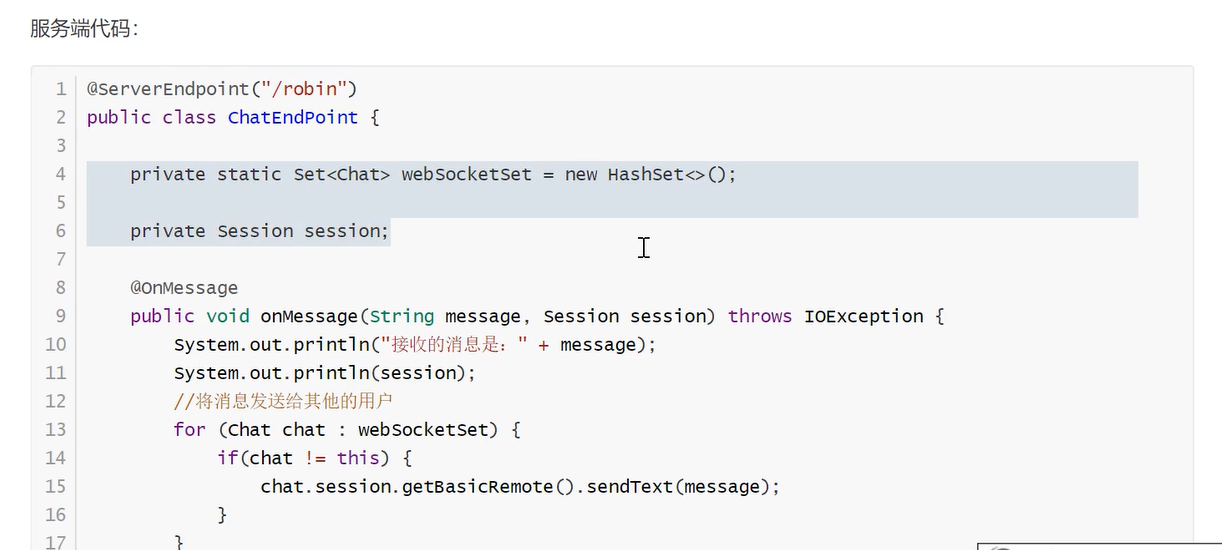 服务端代码：
1 @ServerEndpoint("/robin")
2 public class ChatEndPoint {
3
4     private static Set<Chat> webSocketSet = new HashSet<>();
5
6     private Session session;
7
8     @OnMessage
9     public void onMessage(String message, Session session) throws IOException {
10         System.out.println("接收的消息是：" + message);
11         System.out.println(session);
12         //将消息发送给其他的用户
13         for (Chat chat : webSocketSet) {
14             if(chat != this) {
15                 chat.session.getBasicRemote().sendText(message);
16             }
17         }